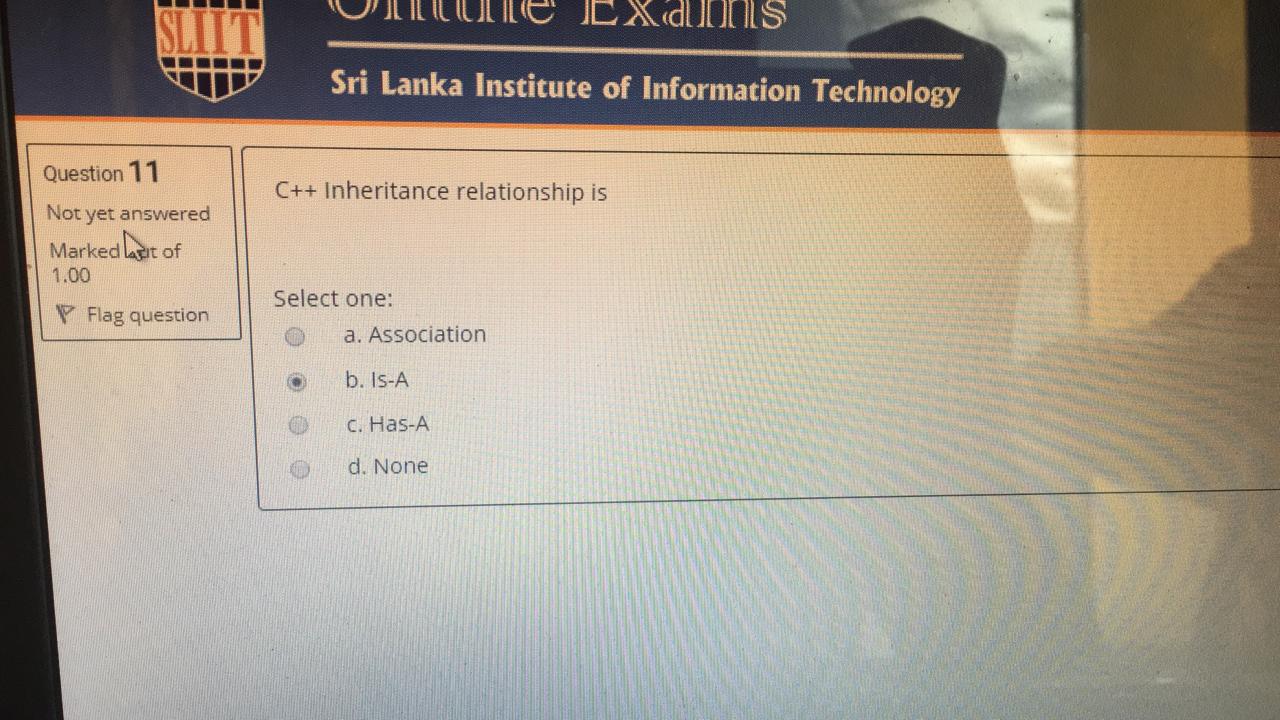 SLIIT
Online Exams
Sri Lanka Institute of Information Technology
Question 11
Not yet answered
Marked out of
1.00
Flag question
C++ Inheritance relationship is
Select one:
a. Association
b. Is-A
c. Has-A
d. None